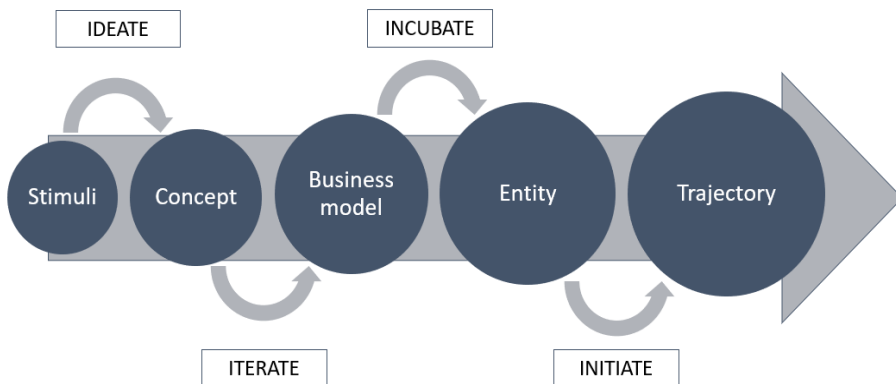 IDEATE
INCUBATE
Stimuli
Concept
Business
model
Entity
Trajectory
ITERATE
INITIATE